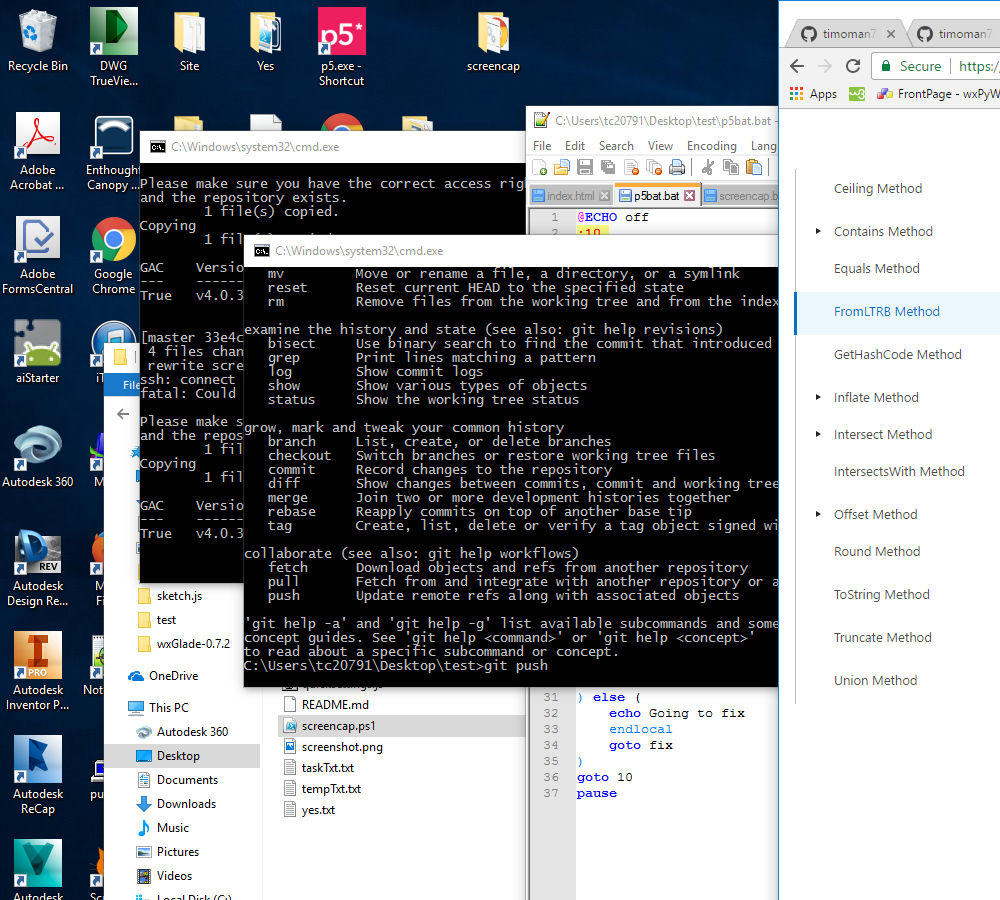 Recycle Bin
DWG
TrueView...
Site
Yes
p5*
p5.exe -
Shortcut
screencap
Adobe
Acrobat ...
Enthought
Canopy ...
Adobe
FormsCentral
Google
Chrome
aiStarter
Autodesk 360
REV
Autodesk
Design Re...
PRO
Autodesk
Inventor P...
Autodesk
ReCap
Autodesk
C:\Windows\system32\cmd.exe
Please make sure you have the correct access rig
and the repository exists.
1 file(s) copied.
Copying
GAC Versio
--- ------
True v4.0.3
[master 33e4c
4 files chan
rewrite scre
ssh: connect
fatal: Could
Please make s
and the repos
1 fil
Copying
1 fil
GAC Versio
--- ------
True v4.0.3
C:\Windows\system32\cmd.exe
mv Move or rename a file, a directory, or a symlink
reset Reset current HEAD to the specified state
rm Remove files from the working tree and from the index
examine the history and state (see also: git help revisions)
bisect Use binary search to find the commit that introduced
grep Print lines matching a pattern
log Show commit logs
show Show various types of objects
status Show the working tree status
grow, mark and tweak your common history
branch List, create, or delete branches
checkout Switch branches or restore working tree files
commit Record changes to the repository
diff Show changes between commits, commit and working tree
merge Join two or more development histories together
rebase Reapply commits on top of another base tip
tag Create, list, delete or verify a tag object signed wi
collaborate (see also: git help workflows)
fetch Download objects and refs from another repository
pull Fetch from and integrate with another repository or a
push Update remote refs along with associated objects
'git help -a' and 'git help -g' list available subcommands and some
concept guides. See 'git help <command>' or 'git help <concept>'
to read about a specific subcommand or concept.
C:\Users\tc20791\Desktop\test>git push
File
sketch.js
test
wxGlade-0.7.2
OneDrive
This PC
Autodesk 360
Desktop
Documents
Downloads
Music
Pictures
Videos
Local Disk (C:)
README.md
screencap.ps1
screenshot.png
taskTxt.txt
tempTxt.txt
yes.txt
C:\Users\tc20791\Desktop\test\p5bat.bat -
File Edit Search View Encoding Lang
index.html
p5bat.bat
screencap.b
1 @ECHO off
2 :10
31 ) else (
32 echo Going to fix
33 endlocal
34 goto fix
35 )
36 goto 10
37 pause
timoman7
timoman7
Secure
https:/
Apps
w3
FrontPage - wxPyW
Ceiling Method
Contains Method
Equals Method
FromLTRB Method
GetHashCode Method
Inflate Method
Intersect Method
IntersectsWith Method
Offset Method
Round Method
ToString Method
Truncate Method
Union Method